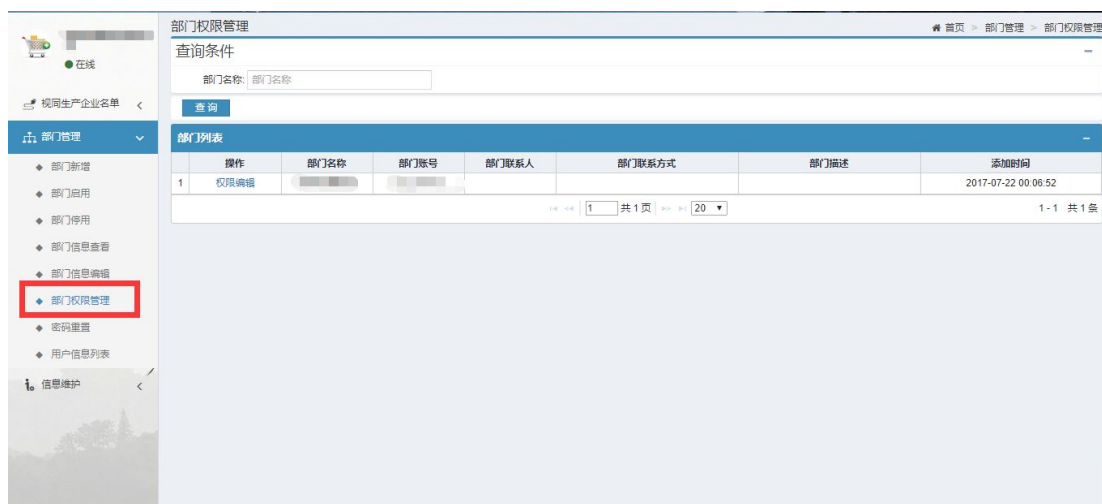 部门权限管理
首页 > 部门管理 > 部门权限管理
在线
查询条件
部门名称: 部门名称
查 询
视同生产企业名单
部门管理
部门新增
部门启用
部门停用
部门信息查看
部门信息编辑
部门权限管理
密码重置
用户信息列表
信息维护
部门列表
操作 部门名称 部门账号 部门联系人 部门联系方式 部门描述 添加时间
1 权限编辑 2017-07-22 00:06:52
1 共 1 页 20
1 - 1 共 1 条